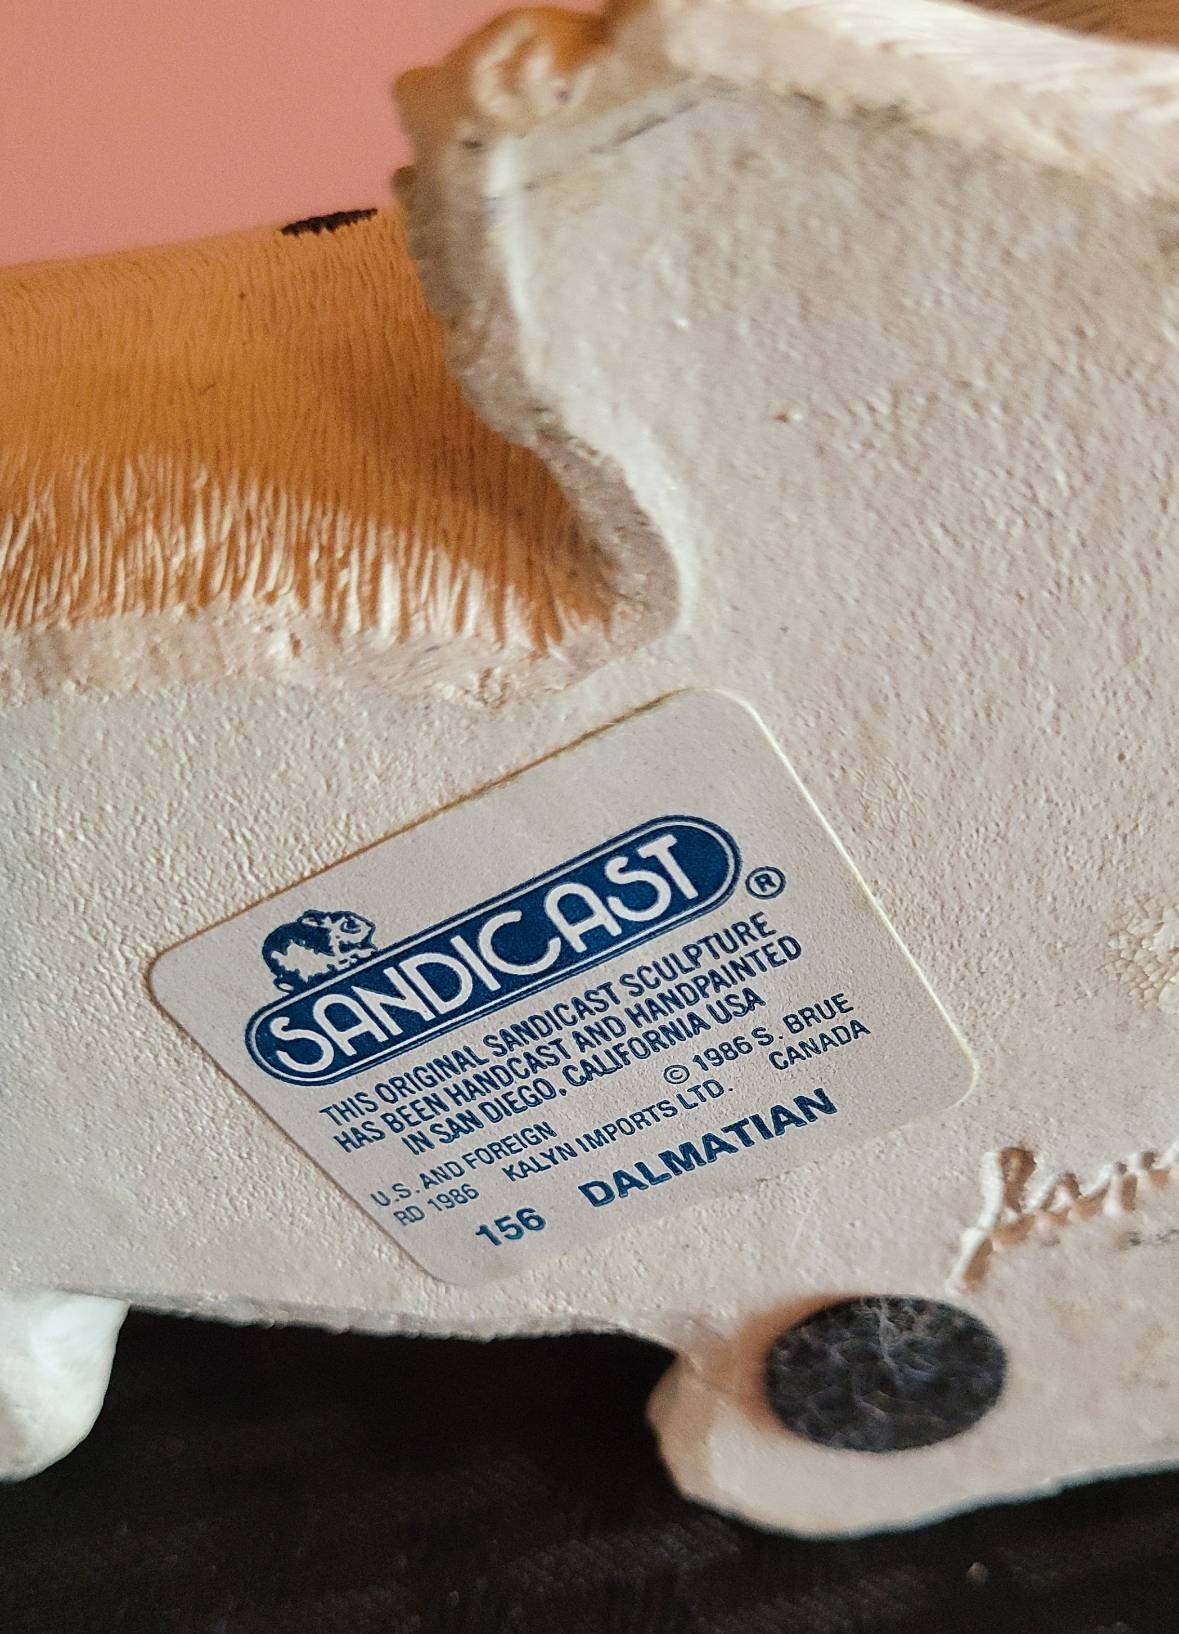 SANDICAST ®
THIS ORIGINAL SANDICAST SCULPTURE
HAS BEEN HANDCAST AND HANDPAINTED
IN SAN DIEGO, CALIFORNIA USA
U.S. AND FOREIGN © 1986 S. BRUE
RD 1986 KALYN IMPORTS LTD. CANADA
156 DALMATIAN